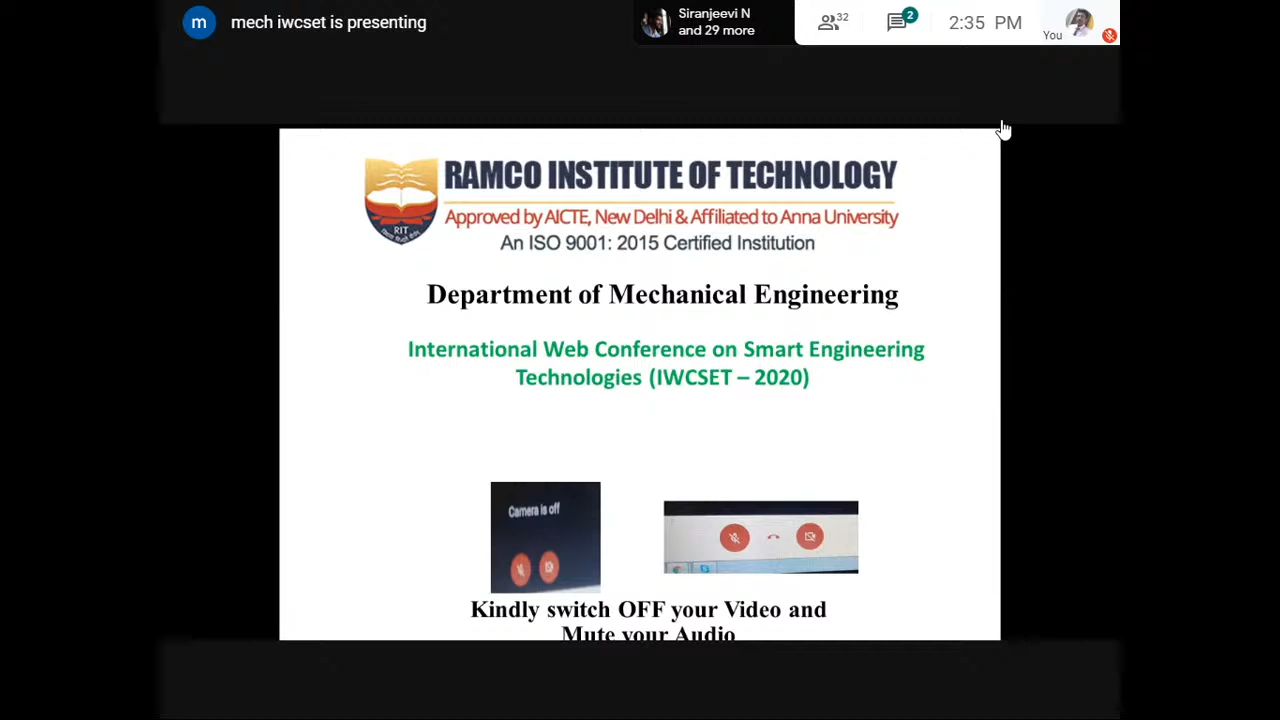 m
mech iwcset is presenting
Siranjeevi N
and 29 more
32
2
2:35 PM
You
RAMCO INSTITUTE OF TECHNOLOGY
Approved by AICTE, New Delhi & Affiliated to Anna University
An ISO 9001: 2015 Certified Institution
RIT
Department of Mechanical Engineering
International Web Conference on Smart Engineering
Technologies (IWCSET – 2020)
Camera is off
Kindly switch OFF your Video and
Mute your Audio